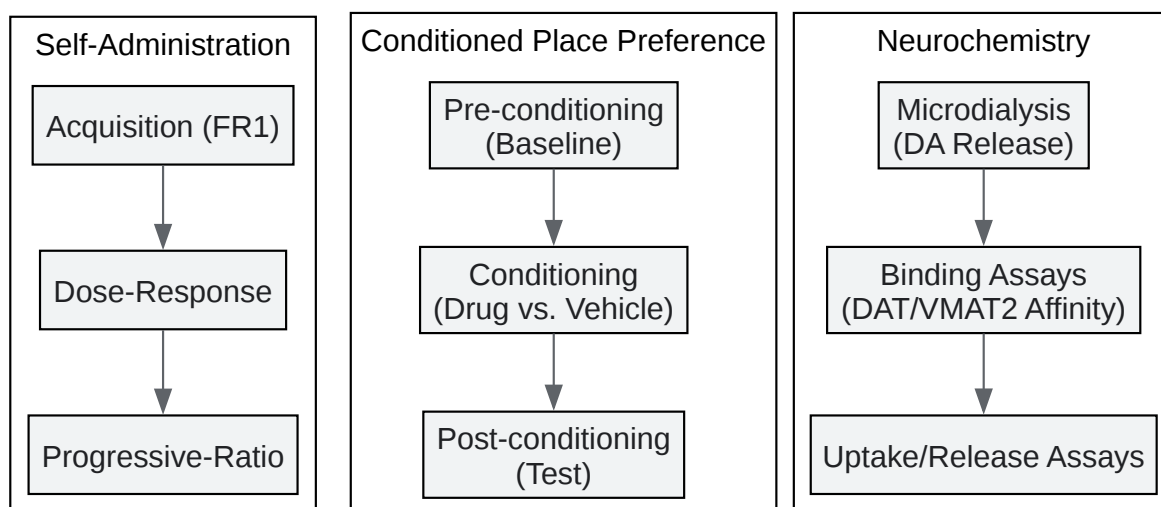 Self-Administration
Acquisition (FR1)
Dose-Response
Progressive-Ratio
Conditioned Place Preference
Pre-conditioning
(Baseline)
Conditioning
(Drug vs. Vehicle)
Post-conditioning
(Test)
Neurochemistry
Microdialysis
(DA Release)
Binding Assays
(DAT/VMAT2 Affinity)
Uptake/Release Assays